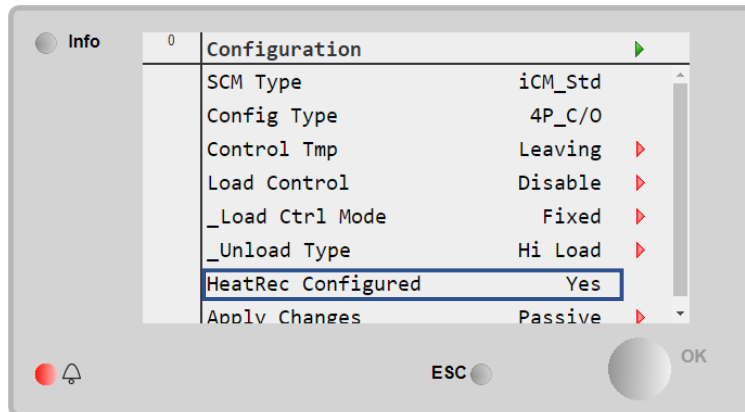 Info
0 Configuration
SCM Type iCM_Std
Config Type 4P_C/O
Control Tmp Leaving
Load Control Disable
_Load Ctrl Mode Fixed
_Unload Type Hi Load
HeatRec Configured Yes
Apply Changes Passive
ESC
OK